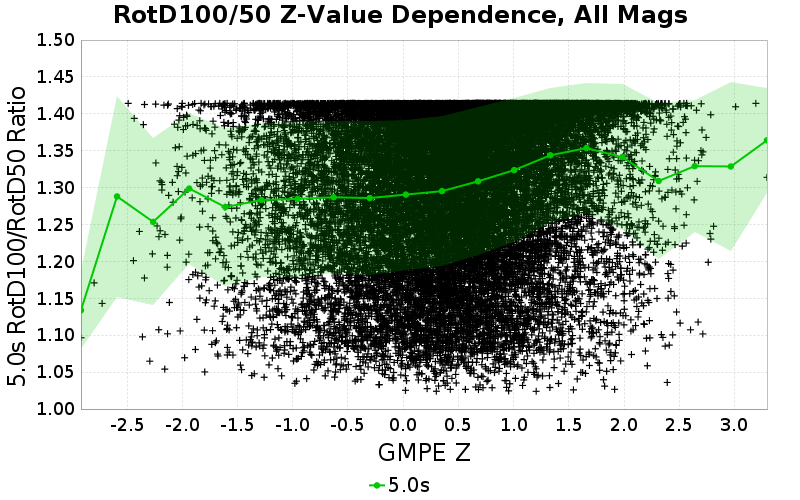 RotD100/50 Z-Value Dependence, All Mags
5.0s RotD100/RotD50 Ratio
1.50
1.45
1.40
1.35
1.30
1.25
1.20
1.15
1.10
1.05
1.00
-2.5 -2.0 -1.5 -1.0 -0.5 0.0 0.5 1.0 1.5 2.0 2.5 3.0
GMPE Z
5.0s